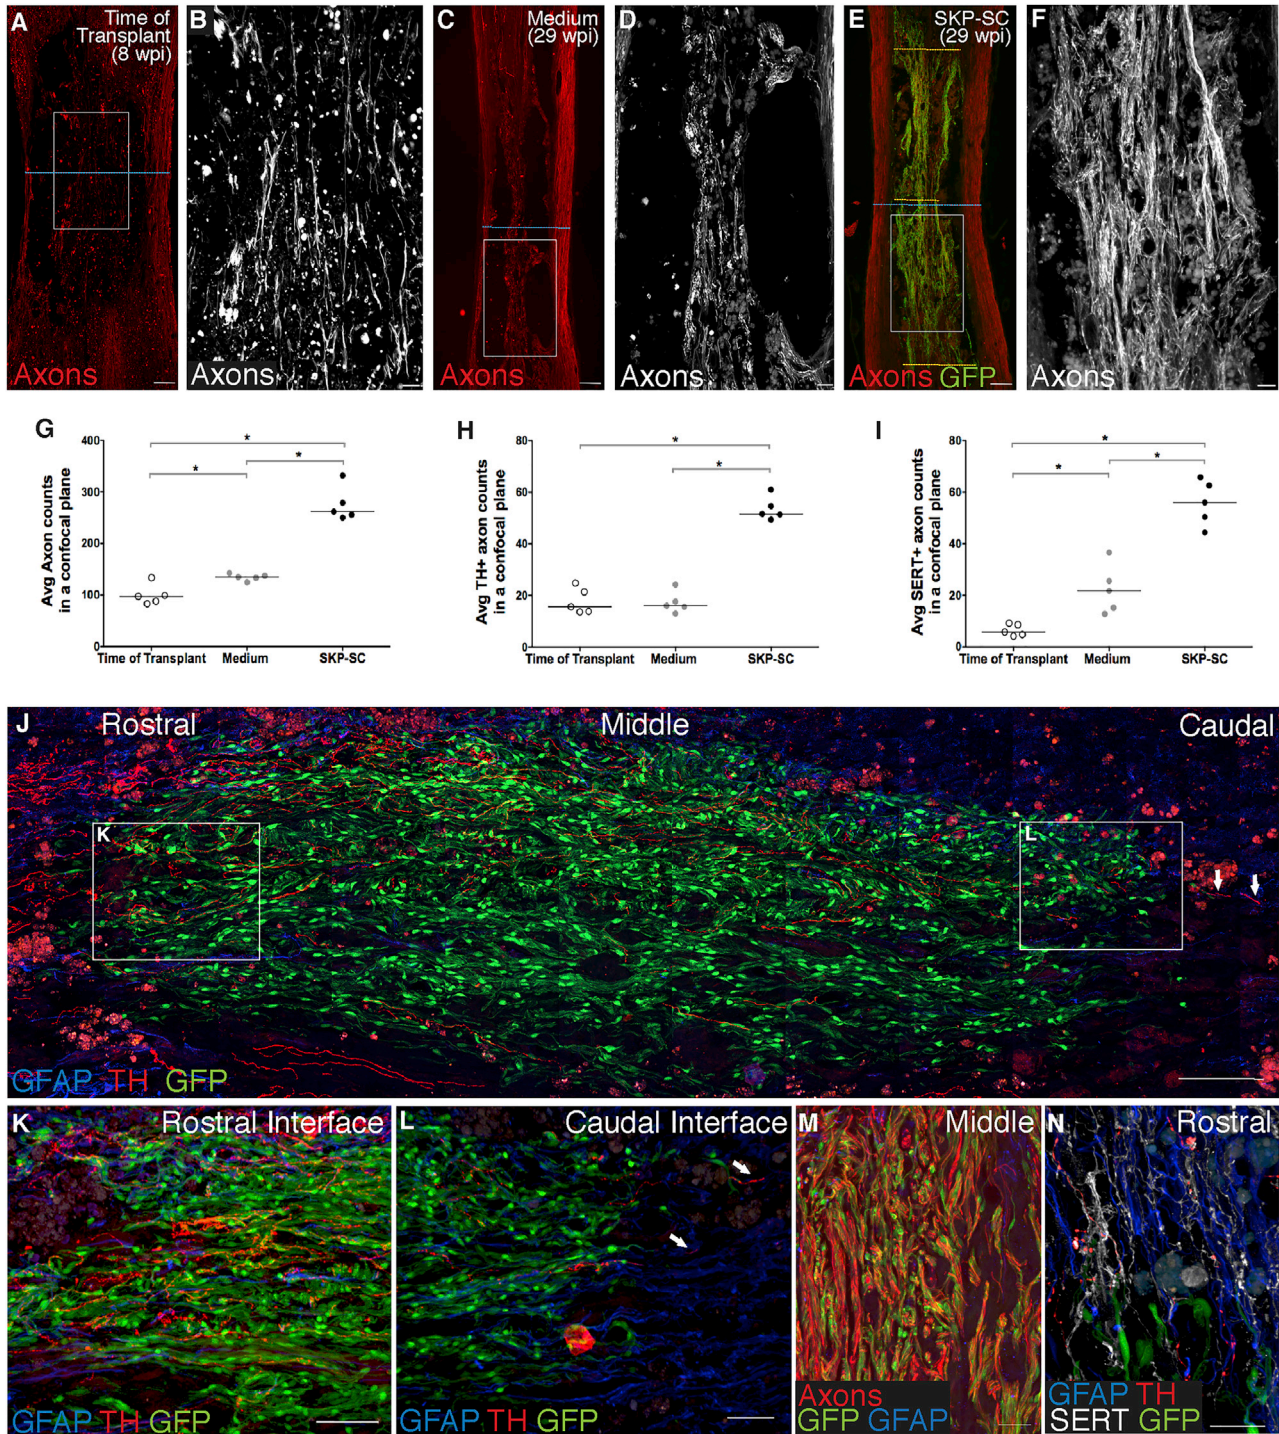 A
Time of
Transplant
(8 wpi)
Axons
B
Axons
C
Medium
(29 wpi)
Axons
D
Axons
E
SKP-SC
(29 wpi)
Axons GFP
F
Axons
G
Avg Axon counts
in a confocal plane
400
300
200
100
0
*
*
*
Time of Transplant
Medium
SKP-SC
H
Avg TH+ axon counts
in a confocal plane
80
60
40
20
0
*
*
Time of Transplant
Medium
SKP-SC
I
Avg SERT+ axon counts
in a confocal plane
80
60
40
20
0
*
*
*
Time of Transplant
Medium
SKP-SC
J
Rostral
Middle
Caudal
K
L
GFAP TH GFP
K
Rostral Interface
GFAP TH GFP
L
Caudal Interface
GFAP TH GFP
M
Middle
Axons
GFP GFAP
N
Rostral
GFAP TH
SERT GFP